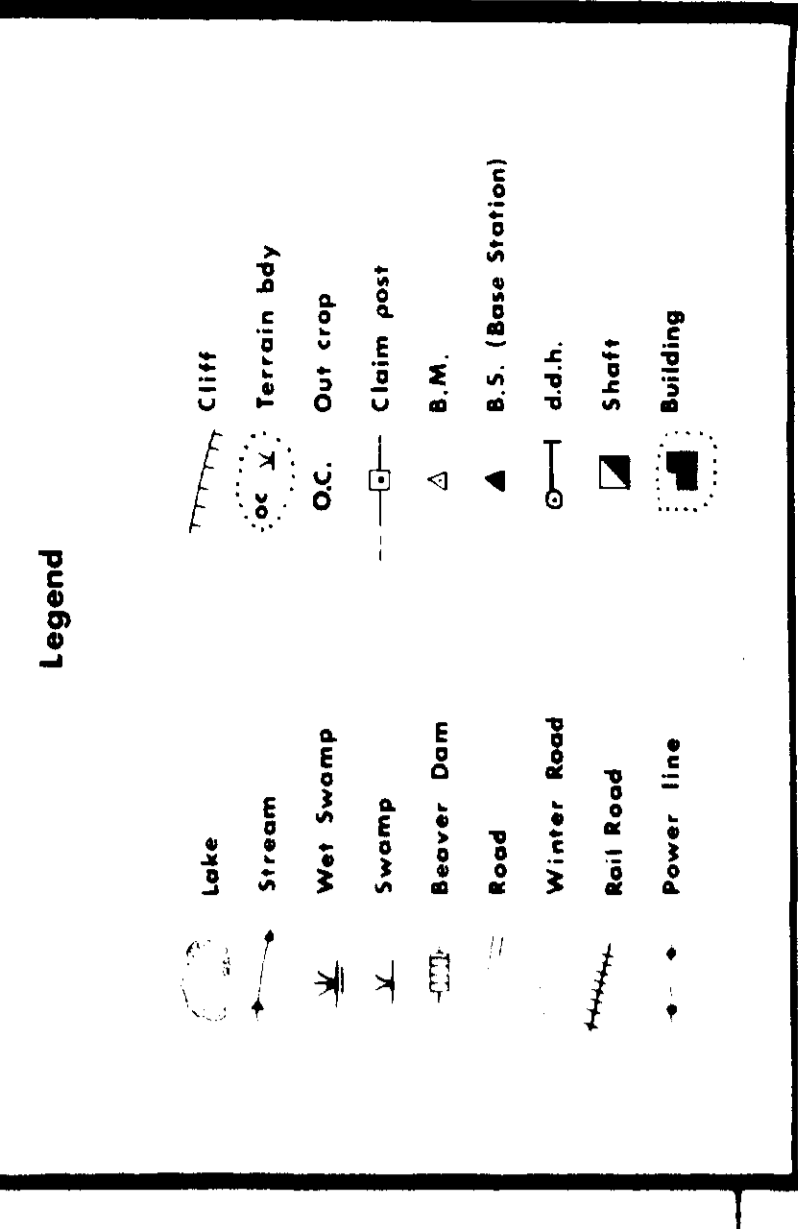 Legend
Lake
Stream
Wet Swamp
Swamp
Beaver Dam
Road
Winter Road
Rail Road
Power line
Cliff
OC Terrain bdy
O.C. Out crop
Claim post
B.M.
B.S. (Base Station)
d.d.h.
Shaft
Building